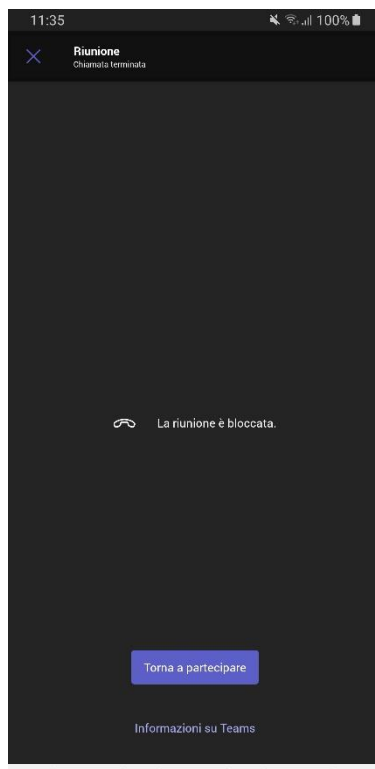 11:35 100%
Riunione
Chiamata terminata
La riunione è bloccata.
Torna a partecipare
Informazioni su Teams